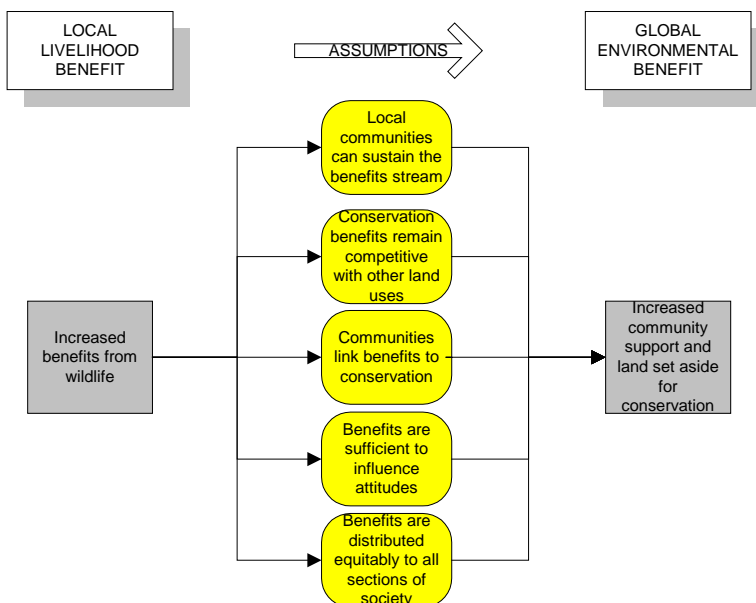 LOCAL
LIVELIHOOD
BENEFIT
ASSUMPTIONS
GLOBAL
ENVIRONMENTAL
BENEFIT
Local
communities
can sustain the
benefits stream
Conservation
benefits remain
competitive
with other land
uses
Increased
benefits from
wildlife
Communities
link benefits to
conservation
Increased
community
support and
land set aside
for
conservation
Benefits are
sufficient to
influence
attitudes
Benefits are
distributed
equitably to all
sections of
society